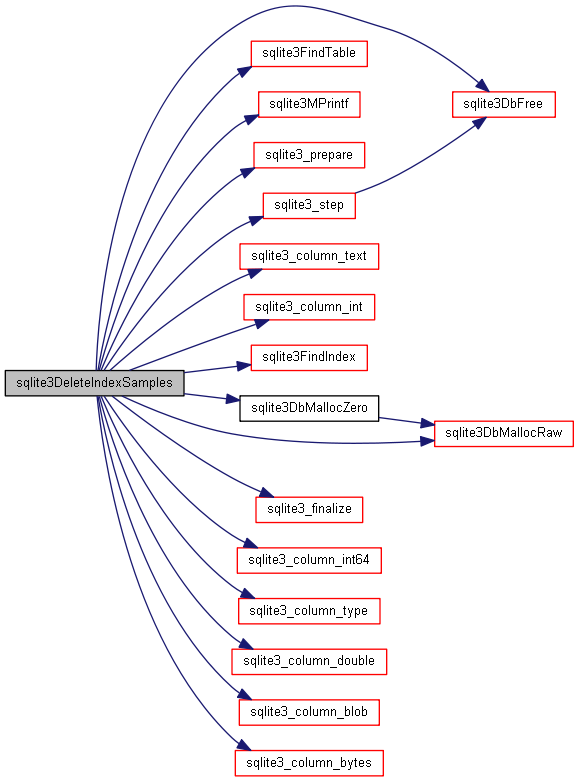 sqlite3FindTable
sqlite3MPrintf
sqlite3DbFree
sqlite3_prepare
sqlite3_step
sqlite3_column_text
sqlite3_column_int
sqlite3FindIndex
sqlite3DeleteIndexSamples
sqlite3DbMallocZero
sqlite3DbMallocRaw
sqlite3_finalize
sqlite3_column_int64
sqlite3_column_type
sqlite3_column_double
sqlite3_column_blob
sqlite3_column_bytes